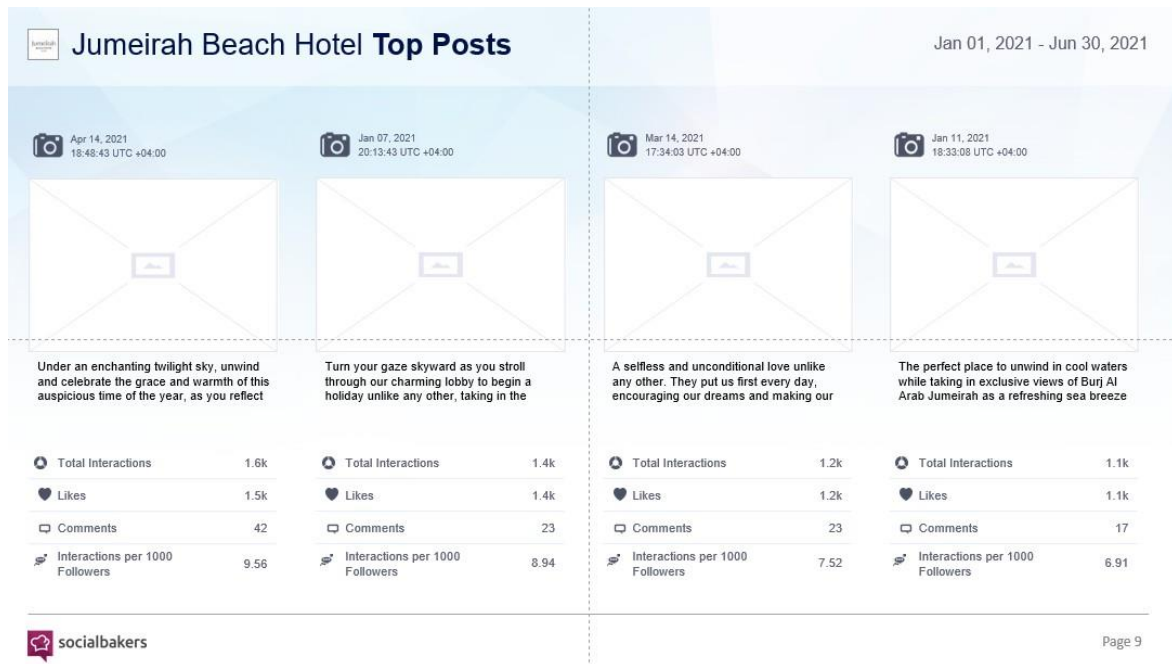 Jumeirah Beach Hotel Top Posts
Jan 01, 2021 - Jun 30, 2021
Apr 14, 2021
18:48:43 UTC +04:00
Under an enchanting twilight sky, unwind
and celebrate the grace and warmth of this
auspicious time of the year, as you reflect
Total Interactions 1.6k
Likes 1.5k
Comments 42
Interactions per 1000
Followers 9.56
Jan 07, 2021
20:13:43 UTC +04:00
Turn your gaze skyward as you stroll
through our charming lobby to begin a
holiday unlike any other, taking in the
Total Interactions 1.4k
Likes 1.4k
Comments 23
Interactions per 1000
Followers 8.94
Mar 14, 2021
17:34:03 UTC +04:00
A selfless and unconditional love unlike
any other. They put us first every day,
encouraging our dreams and making our
Total Interactions 1.2k
Likes 1.2k
Comments 23
Interactions per 1000
Followers 7.52
Jan 11, 2021
18:33:08 UTC +04:00
The perfect place to unwind in cool waters
while taking in exclusive views of Burj Al
Arab Jumeirah as a refreshing sea breeze
Total Interactions 1.1k
Likes 1.1k
Comments 17
Interactions per 1000
Followers 6.91
socialbakers
Page 9